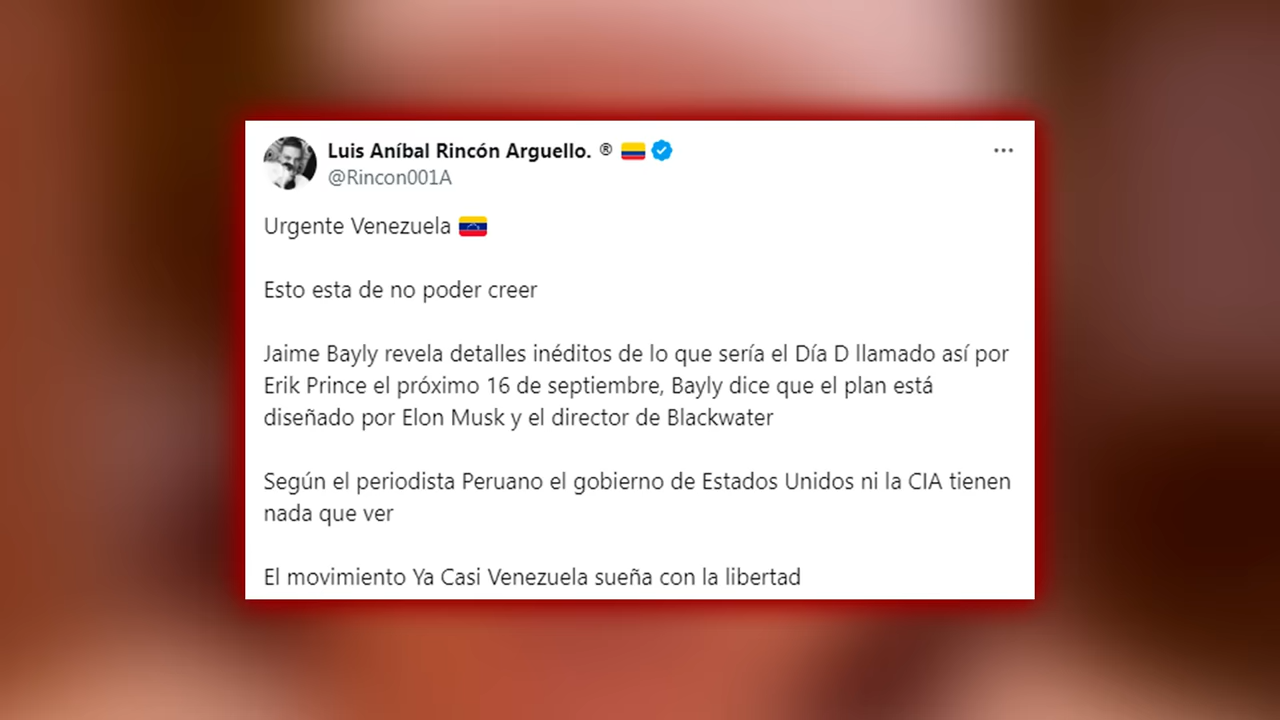 Luis Aníbal Rincón Arguello. ® 🇨🇴
@Rincon001A
Urgente Venezuela 🇻🇪
Esto esta de no poder creer
Jaime Bayly revela detalles inéditos de lo que sería el Día D llamado así por
Erik Prince el próximo 16 de septiembre, Bayly dice que el plan está
diseñado por Elon Musk y el director de Blackwater
Según el periodista Peruano el gobierno de Estados Unidos ni la CIA tienen
nada que ver
El movimiento Ya Casi Venezuela sueña con la libertad